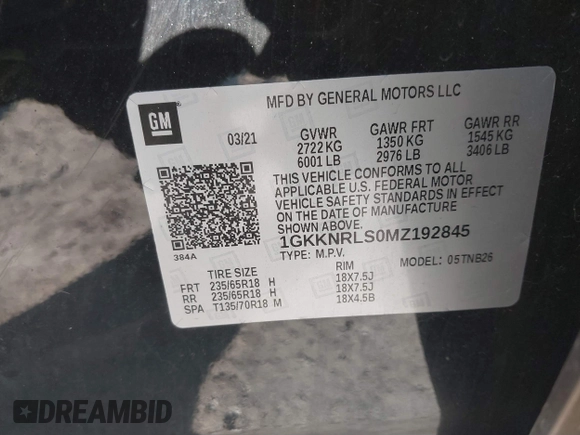 GM
MFD BY GENERAL MOTORS LLC
03/21 GVWR GAWR FRT GAWR RR
2722 KG 1350 KG 1545 KG
6001 LB 2976 LB 3406 LB
THIS VEHICLE CONFORMS TO ALL
APPLICABLE U.S. FEDERAL MOTOR
VEHICLE SAFETY STANDARDS IN EFFECT
ON THE DATE OF MANUFACTURE
SHOWN ABOVE.
384A
1GKKNRLS0MZ192845
TYPE: M.P.V. MODEL: 05TNB26
TIRE SIZE RIM
FRT 235/65R18 H 18X7.5J
RR 235/65R18 H 18X7.5J
SPA T135/70R18 M 18X4.5B
DREAMBID